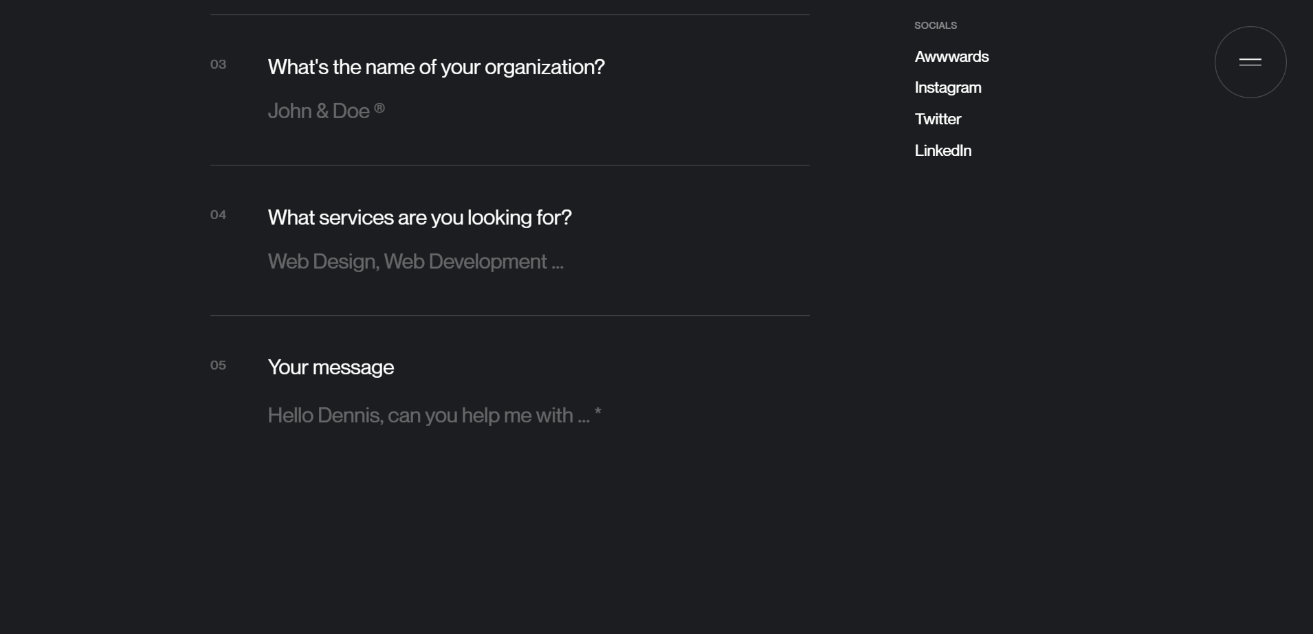 03
What's the name of your organization?
John & Doe ®
04
What services are you looking for?
Web Design, Web Development ...
05
Your message
Hello Dennis, can you help me with ... *
SOCIALS
Awwwards
Instagram
Twitter
LinkedIn